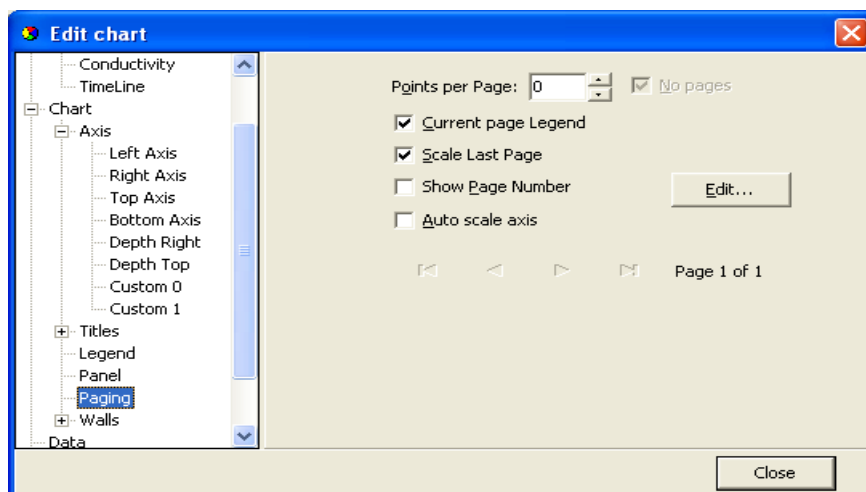 Edit chart
Conductivity
TimeLine
Chart
Axis
Left Axis
Right Axis
Top Axis
Bottom Axis
Depth Right
Depth Top
Custom 0
Custom 1
Titles
Legend
Panel
Paging
Walls
Data
Points per Page: 0 No pages
Current page Legend
Scale Last Page
Show Page Number
Edit...
Auto scale axis
Page 1 of 1
Close